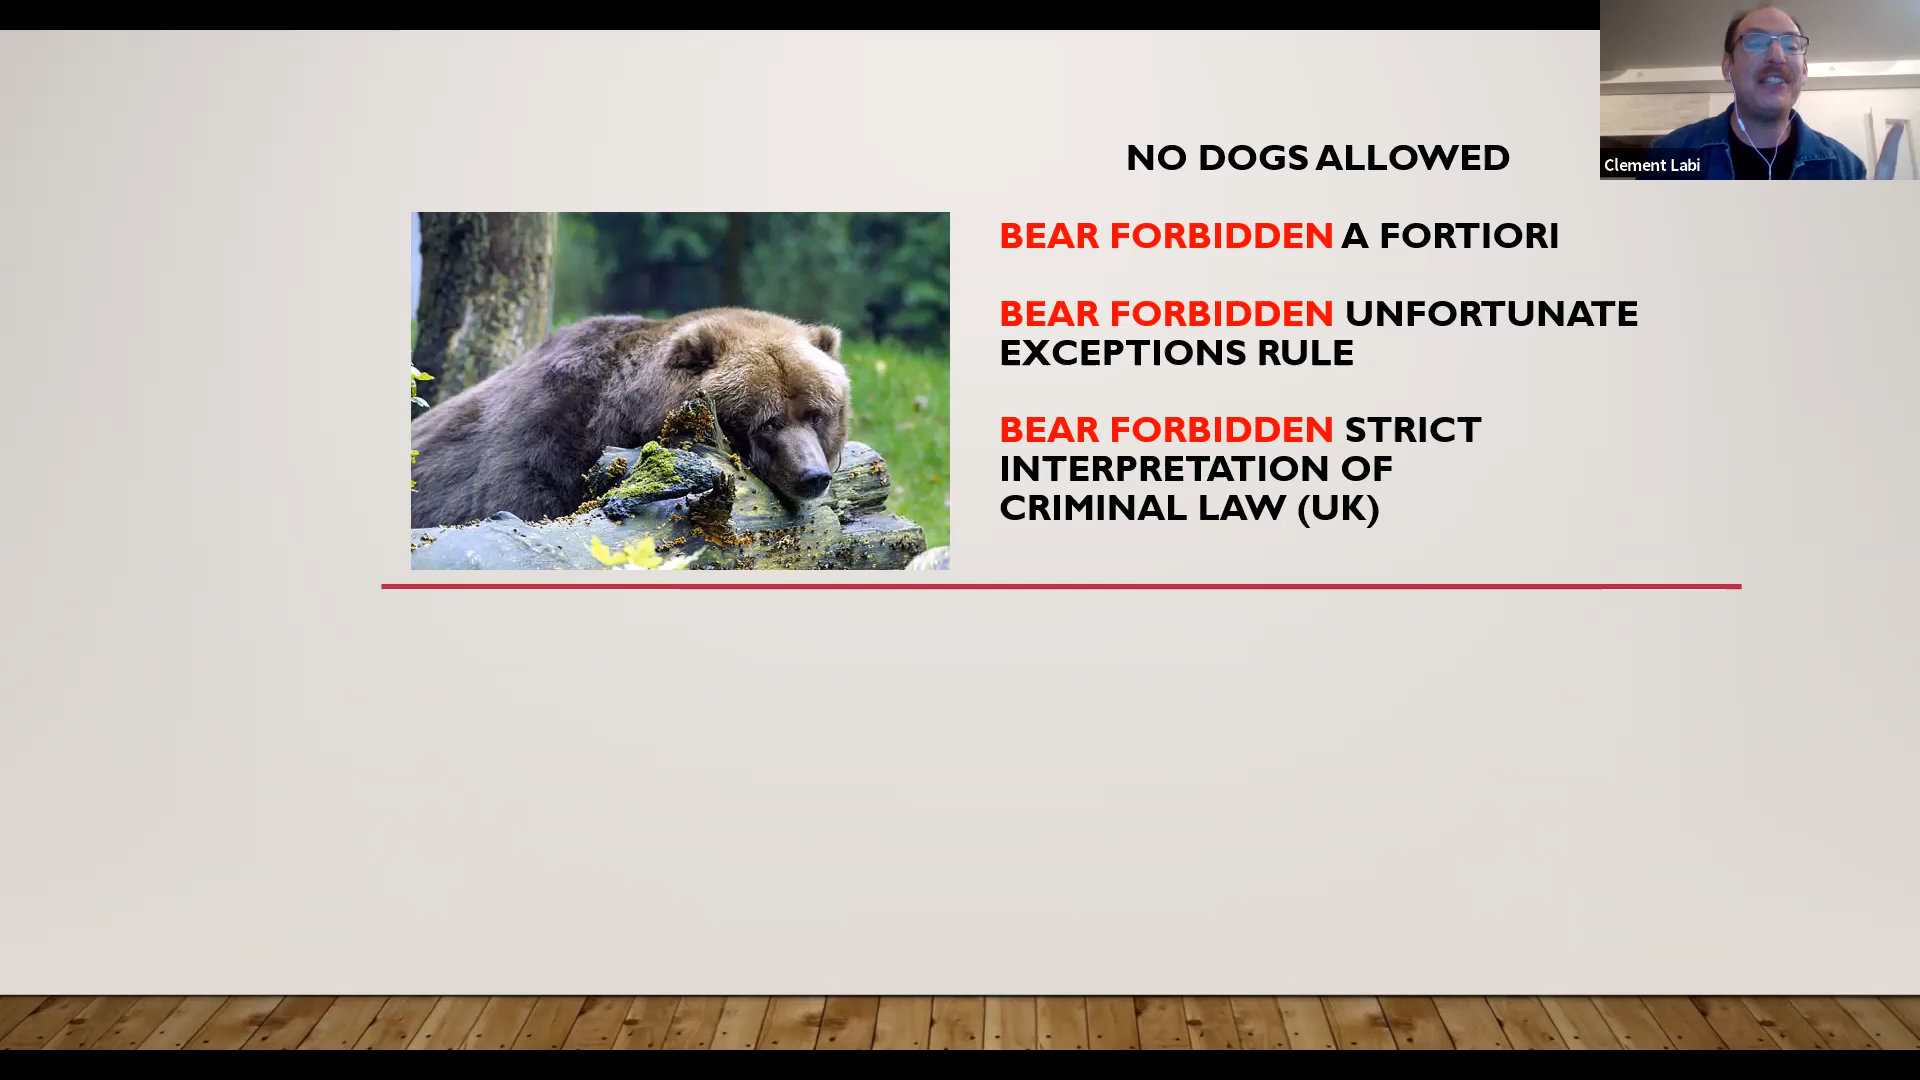 NO DOGS ALLOWED
BEAR FORBIDDEN A FORTIORI
BEAR FORBIDDEN UNFORTUNATE
EXCEPTIONS RULE
BEAR FORBIDDEN STRICT
INTERPRETATION OF
CRIMINAL LAW (UK)
Clement Labi